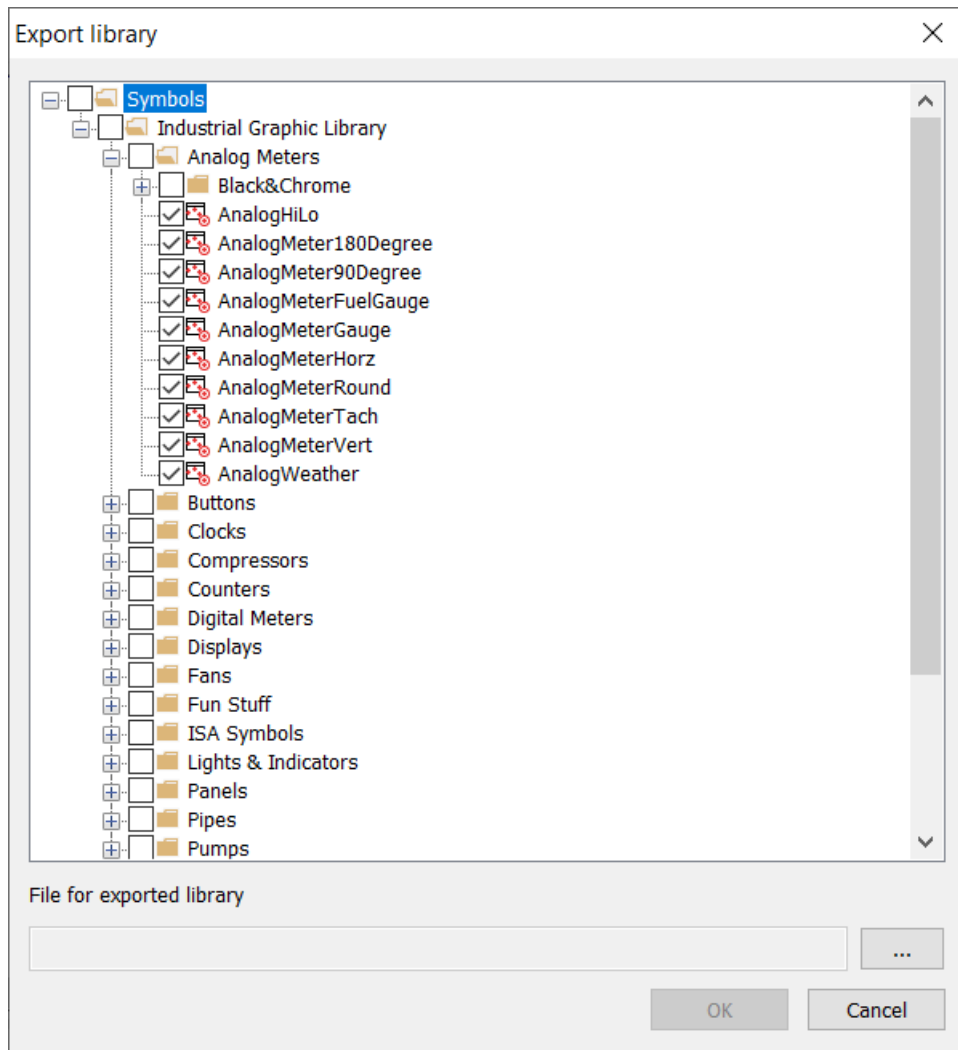 Export library
Symbols
Industrial Graphic Library
Analog Meters
Black&Chrome
AnalogHiLo
AnalogMeter180Degree
AnalogMeter90Degree
AnalogMeterFuelGauge
AnalogMeterGauge
AnalogMeterHorz
AnalogMeterRound
AnalogMeterTach
AnalogMeterVert
AnalogWeather
Buttons
Clocks
Compressors
Counters
Digital Meters
Displays
Fans
Fun Stuff
ISA Symbols
Lights & Indicators
Panels
Pipes
Pumps
File for exported library
...
OK Cancel